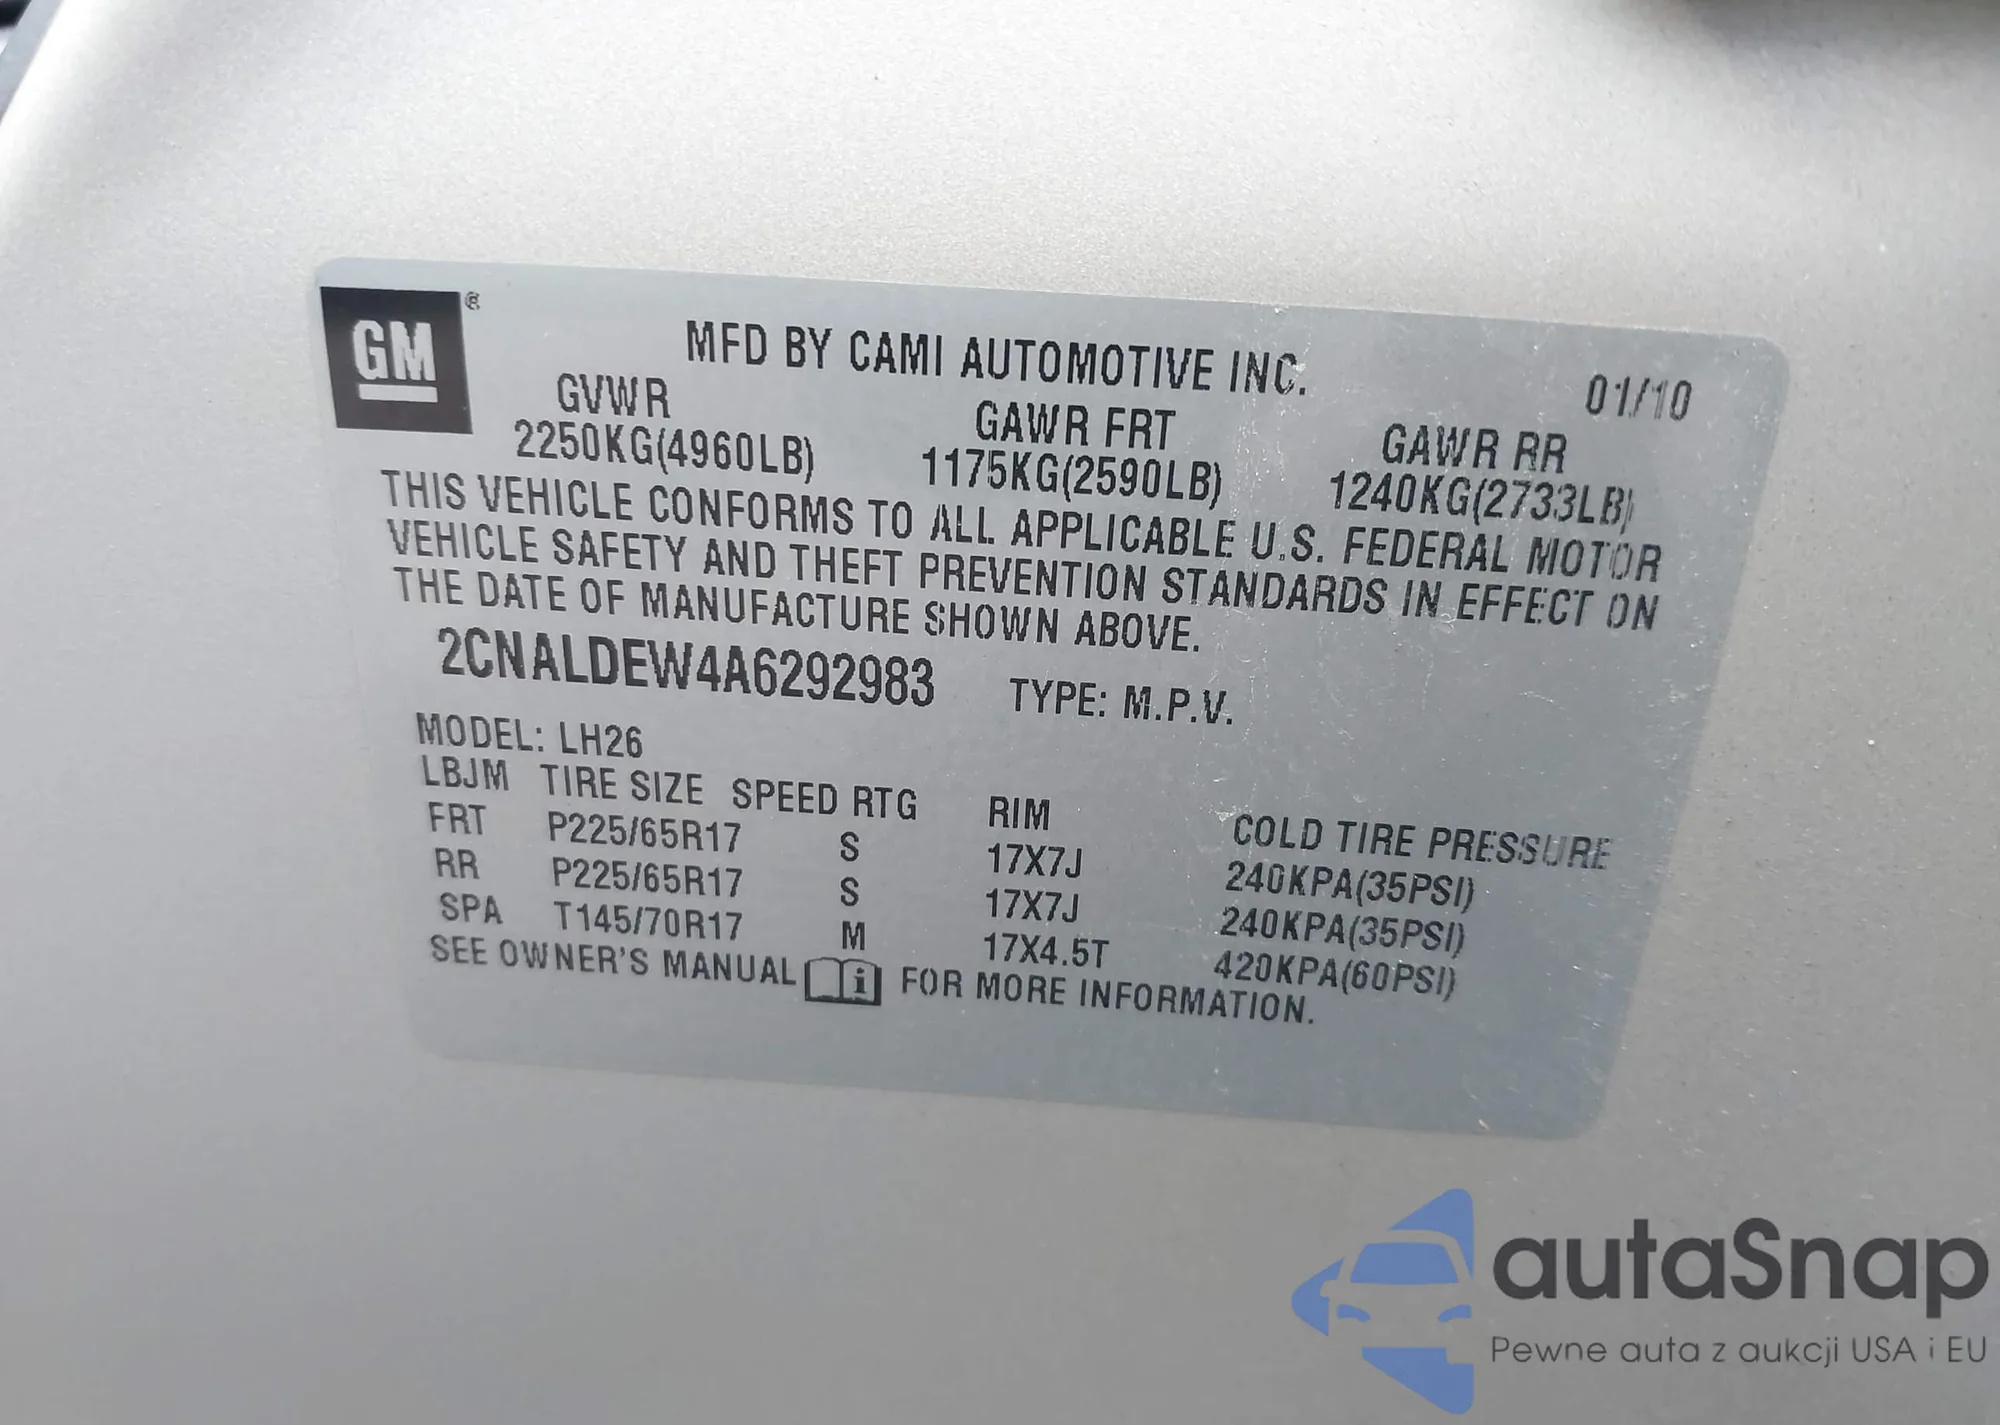 GM ®
MFD BY CAMI AUTOMOTIVE INC.
01/10
GVWR GAWR FRT GAWR RR
2250KG(4960LB) 1175KG(2590LB) 1240KG(2733LB)
THIS VEHICLE CONFORMS TO ALL APPLICABLE U.S. FEDERAL MOTOR
VEHICLE SAFETY AND THEFT PREVENTION STANDARDS IN EFFECT ON
THE DATE OF MANUFACTURE SHOWN ABOVE.
2CNALDEW4A6292983 TYPE: M.P.V.
MODEL: LH26
LBJM TIRE SIZE SPEED RTG RIM COLD TIRE PRESSURE
FRT P225/65R17 S 17X7J 240KPA(35PSI)
RR P225/65R17 S 17X7J 240KPA(35PSI)
SPA T145/70R17 M 17X4.5T 420KPA(60PSI)
SEE OWNER'S MANUAL i FOR MORE INFORMATION.
autaSnap
Pewne auta z aukcji USA i EU